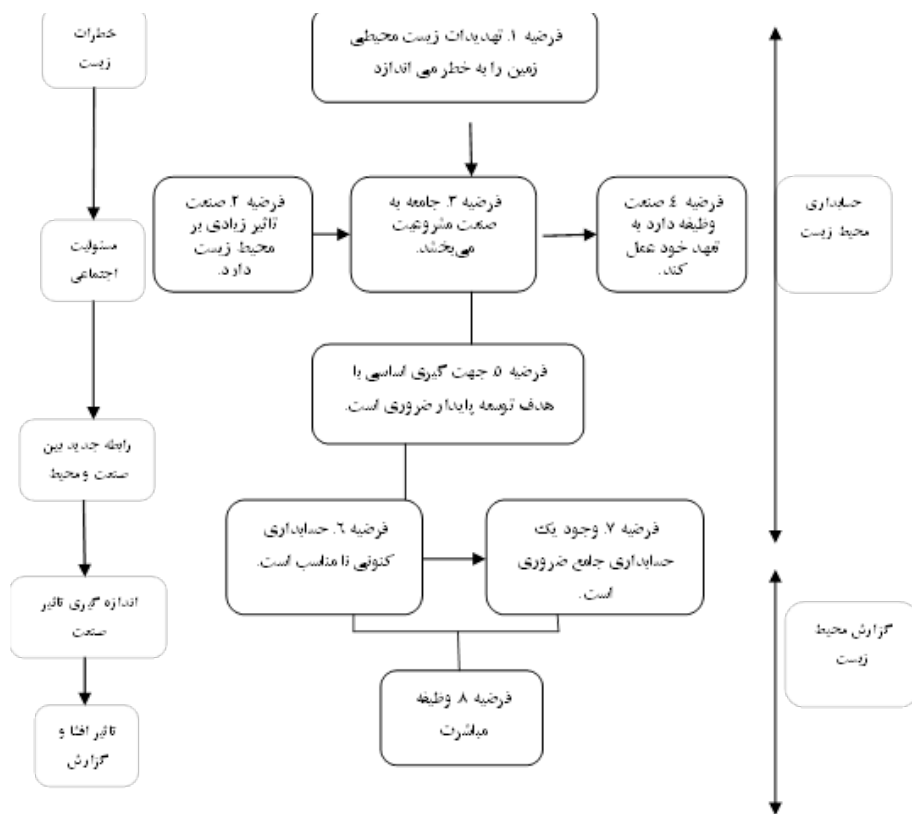 خطرات
زیست
فرضیه ۱. تهدیدات زیست محیطی
زمین را به خطر می اندازد
فرضیه ۲. صنعت
تاثیر زیادی بر
محیط زیست
دارد.
فرضیه ۳. جامعه به
صنعت مشروعیت
می‌بخشد.
فرضیه ٤. صنعت
وظیفه دارد به
تعهد خود عمل
کند.
حسابداری
محیط زیست
مسئولیت
اجتماعی
فرضیه ٥. جهت گیری اساسی با
هدف توسعه پایدار ضروری است.
رابطه جدید بین
صنعت و محیط
فرضیه ٦. حسابداری
کنونی نا مناسب است.
فرضیه ۷. وجود یک
حسابداری جامع ضروری
است.
اندازه گیری تاثیر
صنعت
گزارش محیط
زیست
فرضیه ۸. وظیفه
مباشرت
تاثیر افشا و
گزارش